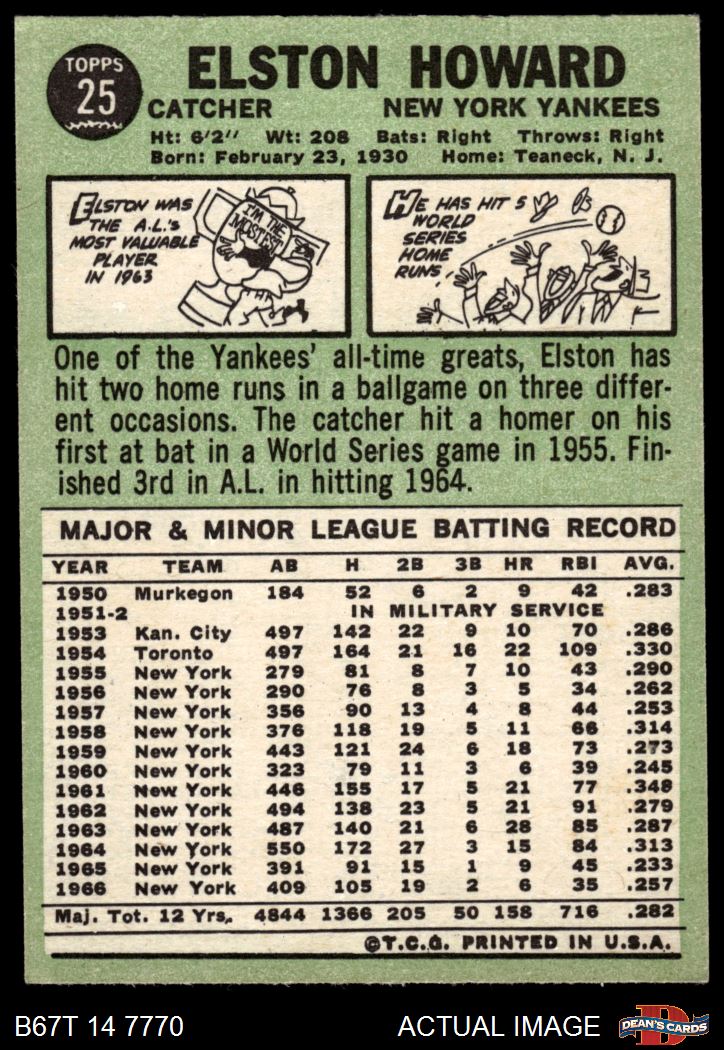 TOPPS
25
ELSTON HOWARD
CATCHER NEW YORK YANKEES
Ht: 6'2" Wt: 208 Bats: Right Throws: Right
Born: February 23, 1930 Home: Teaneck, N. J.
ELSTON WAS
THE A.L.'s
MOST VALUABLE
PLAYER
IN 1963
I'M THE
MOSTEST
HE HAS HIT 5
WORLD
SERIES
HOME
RUNS
One of the Yankees' all-time greats, Elston has
hit two home runs in a ballgame on three differ-
ent occasions. The catcher hit a homer on his
first at bat in a World Series game in 1955. Fin-
ished 3rd in A.L. in hitting 1964.
MAJOR & MINOR LEAGUE BATTING RECORD
YEAR TEAM AB H 2B 3B HR RBI AVG.
1950 Murkegon 184 52 6 2 9 42 .283
1951-2 IN MILITARY SERVICE
1953 Kan. City 497 142 22 9 10 70 .286
1954 Toronto 497 164 21 16 22 109 .330
1955 New York 279 81 8 7 10 43 .290
1956 New York 290 76 8 3 5 34 .262
1957 New York 356 90 13 4 8 44 .253
1958 New York 376 118 19 5 11 66 .314
1959 New York 443 121 24 6 18 73 .273
1960 New York 323 79 11 3 6 39 .245
1961 New York 446 155 17 5 21 77 .348
1962 New York 494 138 23 5 21 91 .279
1963 New York 487 140 21 6 28 85 .287
1964 New York 550 172 27 3 15 84 .313
1965 New York 391 91 15 1 9 45 .233
1966 New York 409 105 19 2 6 35 .257
Maj. Tot. 12 Yrs. 4844 1366 205 50 158 716 .282
©T.C.G. PRINTED IN U.S.A.
B67T 14 7770 ACTUAL IMAGE
D
DEAN'S CARDS